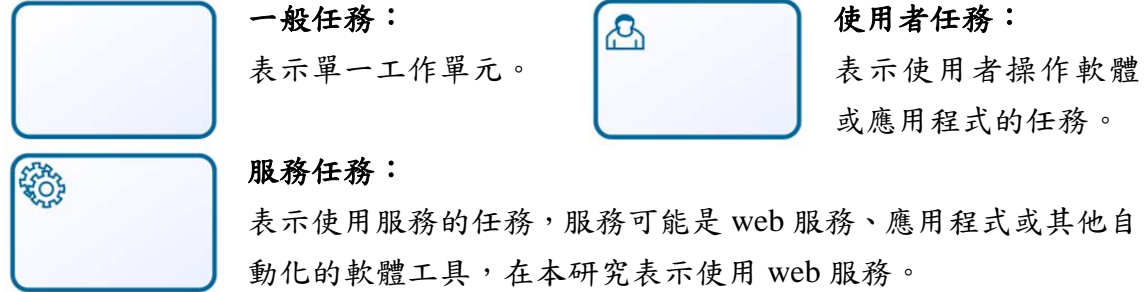 一般任務：
表示單一工作單元。
使用者任務：
表示使用者操作軟體
或應用程式的任務。
服務任務：
表示使用服務的任務，服務可能是 web 服務、應用程式或其他自
動化的軟體工具，在本研究表示使用 web 服務。